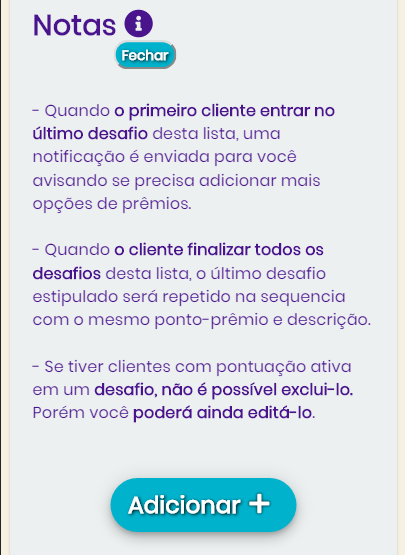 Notas
Fechar
- Quando o primeiro cliente entrar no
último desafio desta lista, uma
notificação é enviada para você
avisando se precisa adicionar mais
opções de prêmios.
- Quando o cliente finalizar todos os
desafios desta lista, o último desafio
estipulado será repetido na sequencia
com o mesmo ponto-prêmio e descrição.
- Se tiver clientes com pontuação ativa
em um desafio, não é possível exclui-lo.
Porém você poderá ainda editá-lo.
Adicionar +